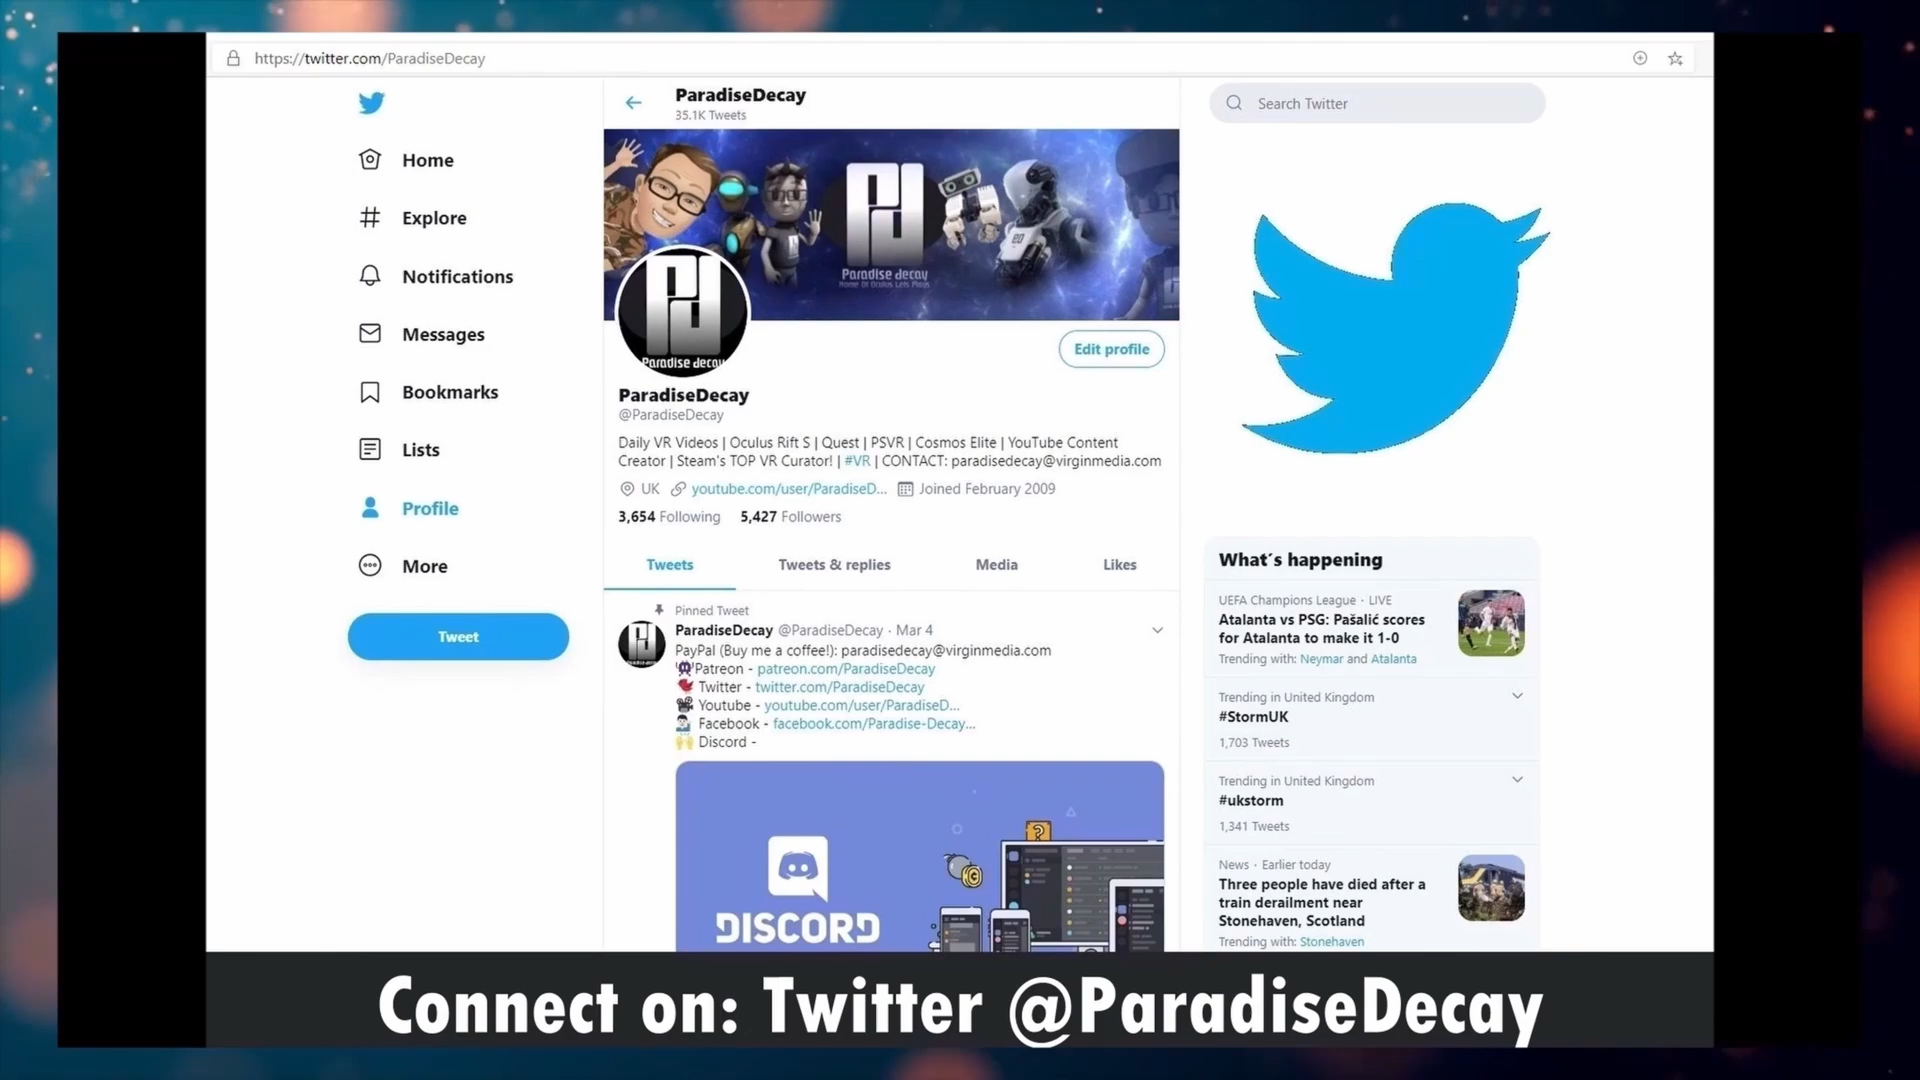 https://twitter.com/ParadiseDecay
Home
Explore
Notifications
Messages
Bookmarks
Lists
Profile
More
Tweet
ParadiseDecay
35.1K Tweets
Paradise decay
Home Of Oculus Lets Plays
Paradise decay
Edit profile
ParadiseDecay
@ParadiseDecay
Daily VR Videos | Oculus Rift S | Quest | PSVR | Cosmos Elite | YouTube Content
Creator | Steam's TOP VR Curator! | #VR | CONTACT: paradisedecay@virginmedia.com
UK youtube.com/user/ParadiseD... Joined February 2009
3,654 Following 5,427 Followers
Tweets Tweets & replies Media Likes
Pinned Tweet
ParadiseDecay @ParadiseDecay · Mar 4
PayPal (Buy me a coffee!): paradisedecay@virginmedia.com
Patreon - patreon.com/ParadiseDecay
Twitter - twitter.com/ParadiseDecay
Youtube - youtube.com/user/ParadiseD...
Facebook - facebook.com/Paradise-Decay...
Discord -
DISCORD
Search Twitter
What´s happening
UEFA Champions League · LIVE
Atalanta vs PSG: Pašalić scores
for Atalanta to make it 1-0
Trending with: Neymar and Atalanta
Trending in United Kingdom
#StormUK
1,703 Tweets
Trending in United Kingdom
#ukstorm
1,341 Tweets
News · Earlier today
Three people have died after a
train derailment near
Stonehaven, Scotland
Trending with: Stonehaven
Connect on: Twitter @ParadiseDecay